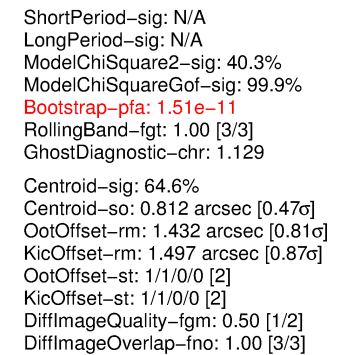 ShortPeriod−sig: N/A
LongPeriod−sig: N/A
ModelChiSquare2−sig: 40.3%
ModelChiSquareGof−sig: 99.9%
Bootstrap−pfa: 1.51e−11
RollingBand−fgt: 1.00 [3/3]
GhostDiagnostic−chr: 1.129
Centroid−sig: 64.6%
Centroid−so: 0.812 arcsec [0.47σ]
OotOffset−rm: 1.432 arcsec [0.81σ]
KicOffset−rm: 1.497 arcsec [0.87σ]
OotOffset−st: 1/1/0/0 [2]
KicOffset−st: 1/1/0/0 [2]
DiffImageQuality−fgm: 0.50 [1/2]
DiffImageOverlap−fno: 1.00 [3/3]